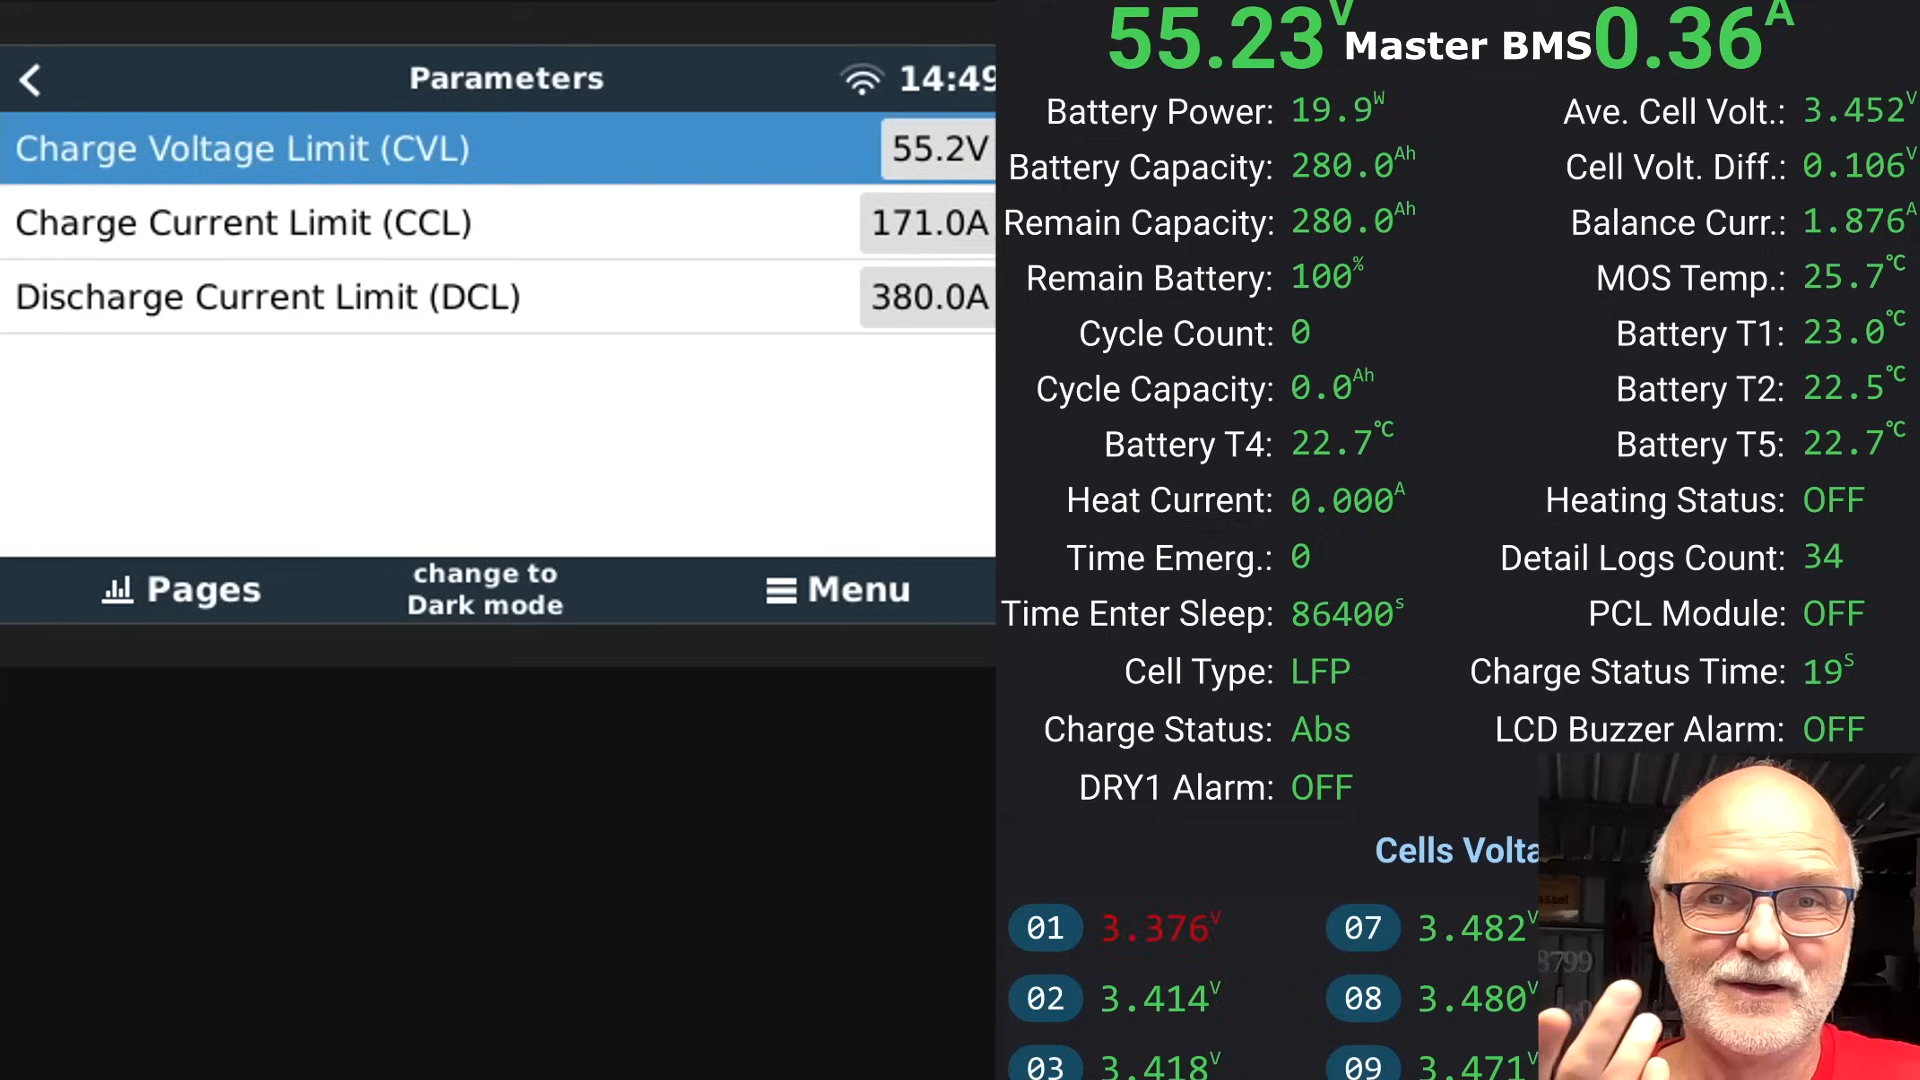 Parameters
14:49
Charge Voltage Limit (CVL) 55.2V
Charge Current Limit (CCL) 171.0A
Discharge Current Limit (DCL) 380.0A
Pages
change to
Dark mode
Menu
55.23V Master BMS 0.36A
Battery Power: 19.9W Ave. Cell Volt.: 3.452V
Battery Capacity: 280.0Ah Cell Volt. Diff.: 0.106V
Remain Capacity: 280.0Ah Balance Curr.: 1.876A
Remain Battery: 100% MOS Temp.: 25.7℃
Cycle Count: 0 Battery T1: 23.0℃
Cycle Capacity: 0.0Ah Battery T2: 22.5℃
Battery T4: 22.7℃ Battery T5: 22.7℃
Heat Current: 0.000A Heating Status: OFF
Time Emerg.: 0 Detail Logs Count: 34
Time Enter Sleep: 86400s PCL Module: OFF
Cell Type: LFP Charge Status Time: 19S
Charge Status: Abs LCD Buzzer Alarm: OFF
DRY1 Alarm: OFF
Cells Volta
01 3.376V 07 3.482V
02 3.414V 08 3.480V
03 3.418V 09 3.471V
8799